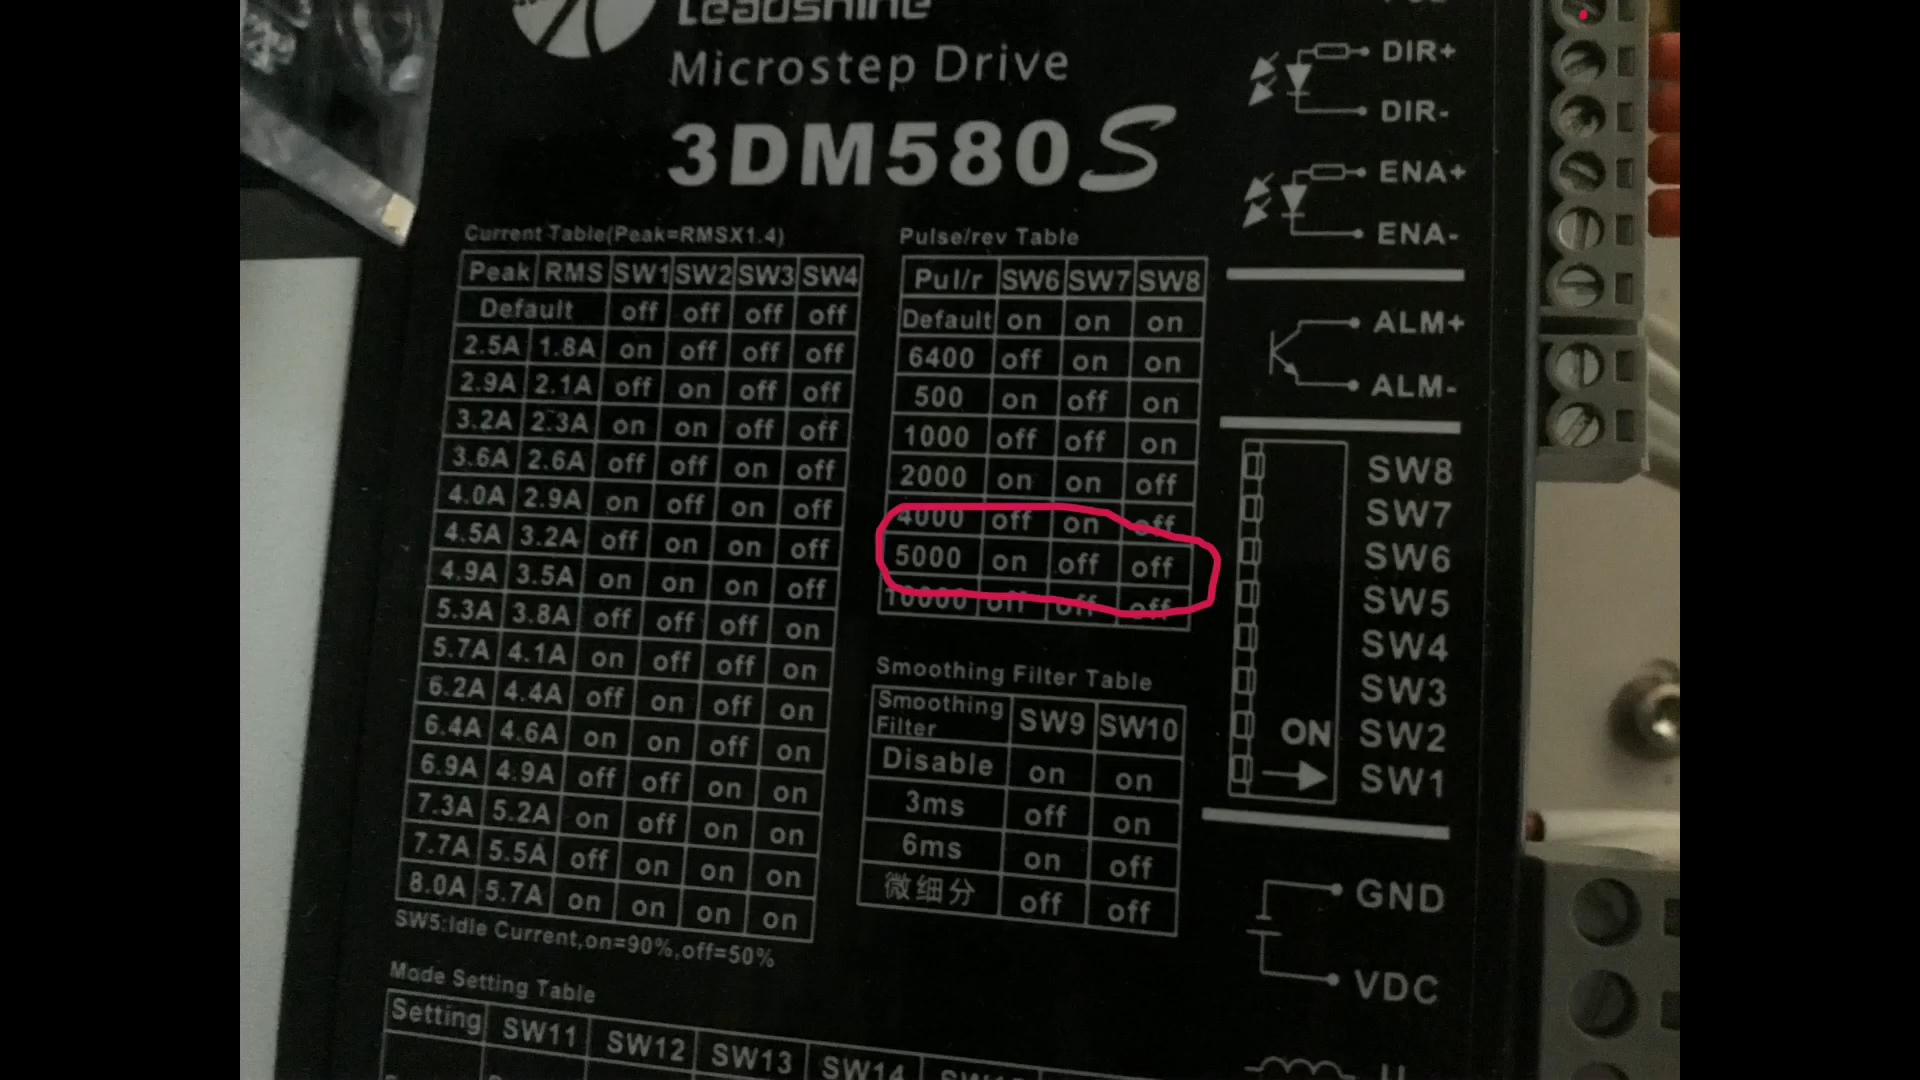 Leadshine
Microstep Drive
3DM580S
Current Table(Peak=RMSX1.4)
Peak RMS SW1 SW2 SW3 SW4
Default off off off off
2.5A 1.8A on off off off
2.9A 2.1A off on off off
3.2A 2.3A on on off off
3.6A 2.6A off off on off
4.0A 2.9A on off on off
4.5A 3.2A off on on off
4.9A 3.5A on on on off
5.3A 3.8A off off off on
5.7A 4.1A on off off on
6.2A 4.4A off on off on
6.4A 4.6A on on off on
6.9A 4.9A off off on on
7.3A 5.2A on off on on
7.7A 5.5A off on on on
8.0A 5.7A on on on on
SW5:Idle Current,on=90%,off=50%
Mode Setting Table
Setting SW11 SW12 SW13 SW14
Pulse/rev Table
Pul/r SW6 SW7 SW8
Default on on on
6400 off on on
500 on off on
1000 off off on
2000 on on off
4000 off on off
5000 on off off
10000 off off off
Smoothing Filter Table
Smoothing Filter SW9 SW10
Disable on on
3ms off on
6ms on off
微细分 off off
DIR+
DIR-
ENA+
ENA-
ALM+
ALM-
SW8
SW7
SW6
SW5
SW4
SW3
ON SW2
SW1
GND
VDC